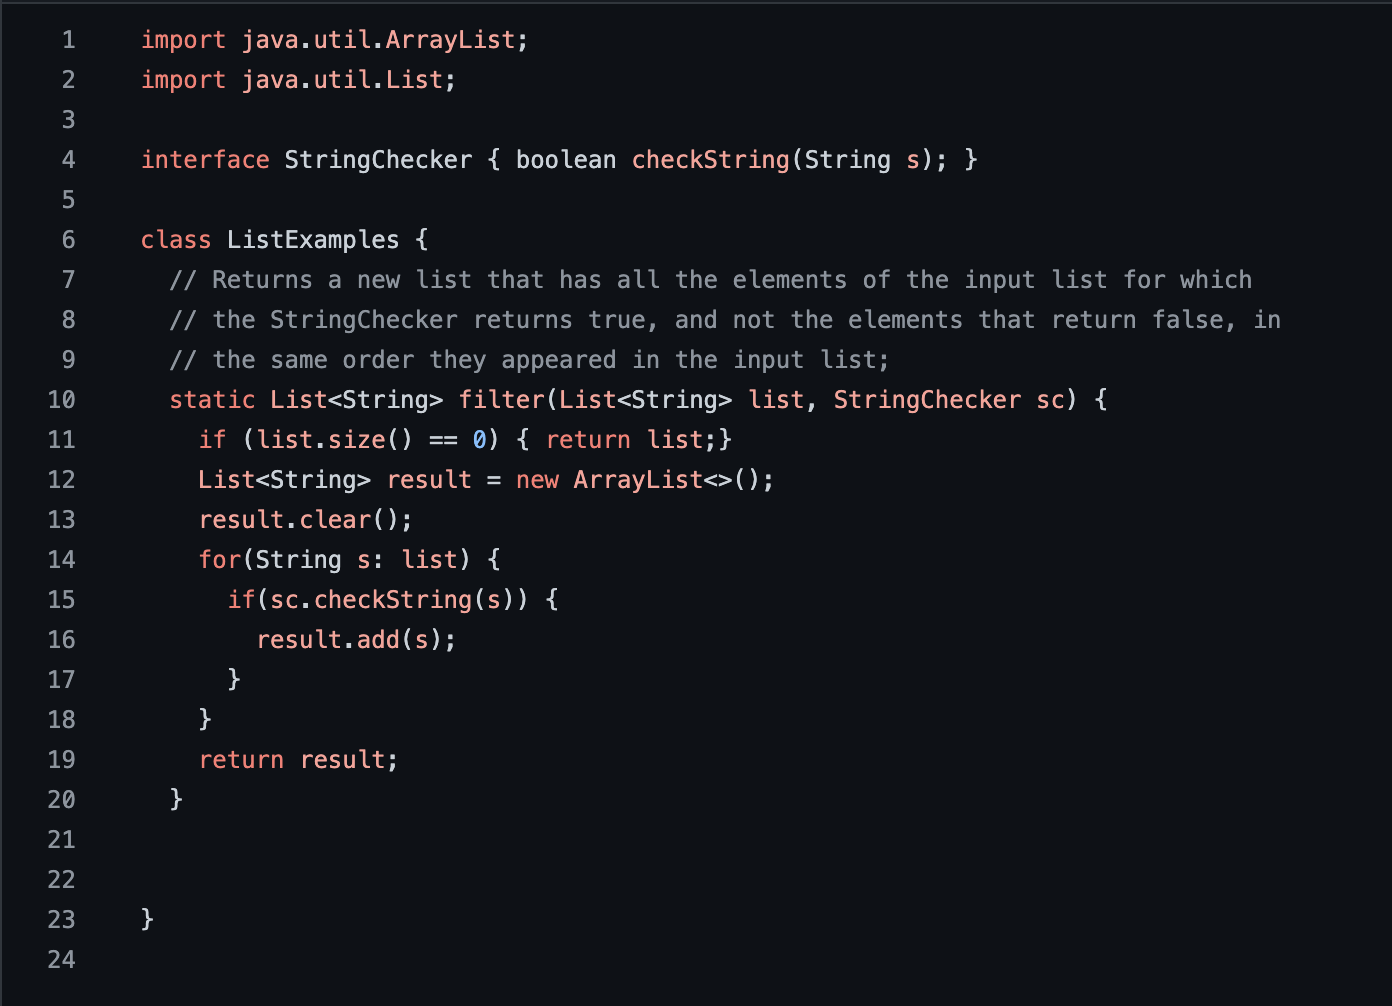 1 import java.util.ArrayList;
2 import java.util.List;
3
4 interface StringChecker { boolean checkString(String s); }
5
6 class ListExamples {
7   // Returns a new list that has all the elements of the input list for which
8   // the StringChecker returns true, and not the elements that return false, in
9   // the same order they appeared in the input list;
10   static List<String> filter(List<String> list, StringChecker sc) {
11     if (list.size() == 0) { return list;}
12     List<String> result = new ArrayList<>();
13     result.clear();
14     for(String s: list) {
15       if(sc.checkString(s)) {
16         result.add(s);
17       }
18     }
19     return result;
20   }
21
22
23 }
24